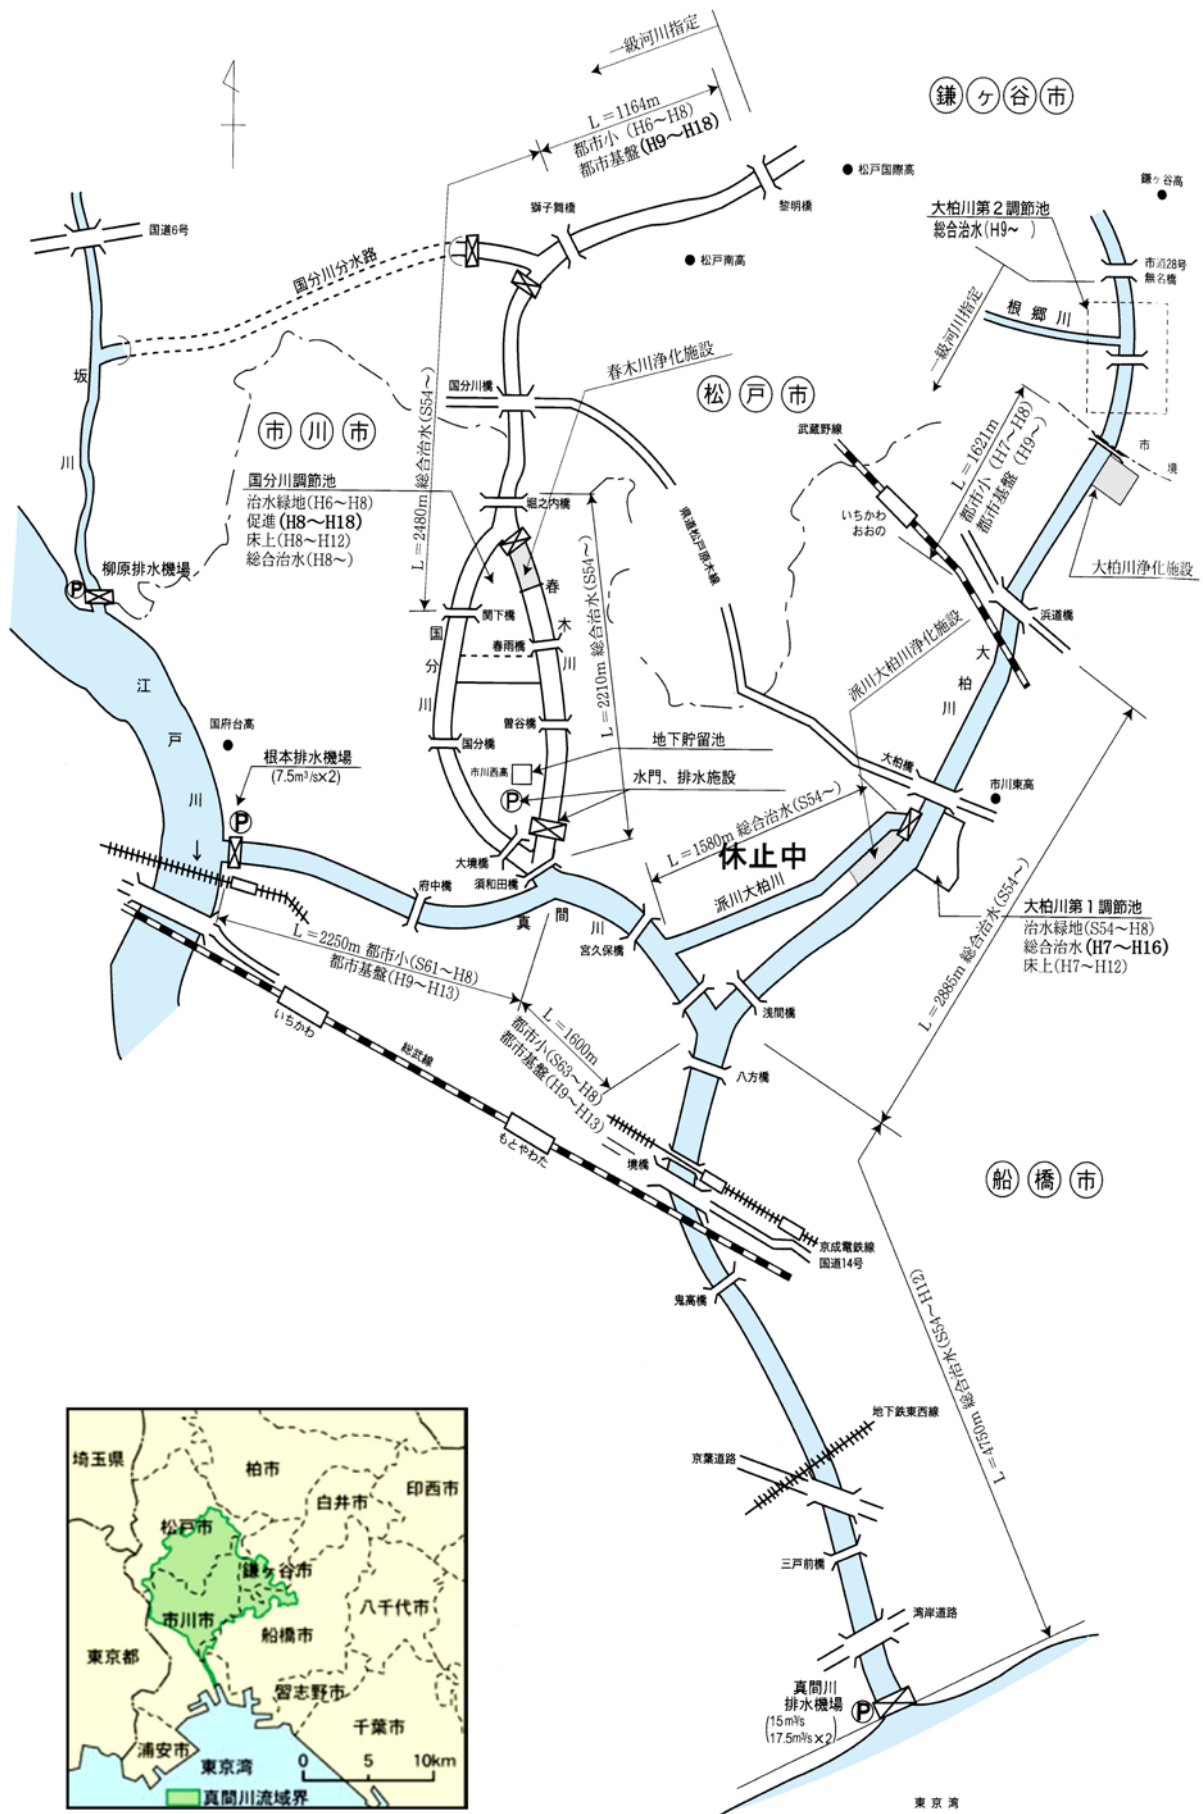 一級河川指定
L=1164m
都市小(H6～H8)
都市基盤(H9～H18)
鎌ヶ谷市
松戸国際高
鎌ヶ谷高
獅子舞橋
黎明橋
大柏川第2調節池
総合治水(H9～ )
国道6号
松戸南高
市道28号
無名橋
国分川分水路
一級河川指定
根郷川
春木川浄化施設
坂川
国分川橋
松戸市
市川市
武蔵野線
L=1621m
都市小(H7～H8)
都市基盤(H9～)
市境
L=2480m 総合治水(S54～)
国分川調節池
治水緑地(H6～H8)
促進(H8～H18)
床上(H8～H12)
総合治水(H8～)
堀之内橋
県道松戸原木線
いちかわ
おおの
大柏川浄化施設
柳原排水機場
P
関下橋
春木川
L=2210m 総合治水(S54～)
浜道橋
国分川
春雨橋
派川大柏川浄化施設
大柏川
江戸川
国府台高
曽谷橋
国分橋
地下貯留池
大柏橋
根本排水機場
(7.5m³/s×2)
市川西高
水門、排水施設
市川東高
P
P
L=1580m 総合治水(S54～)
休止中
大境橋
須和田橋
府中橋
派川大柏川
真間川
宮久保橋
大柏川第1調節池
治水緑地(S54～H8)
総合治水(H7～H16)
床上(H7～H12)
L=2250m 都市小(S61～H8)
都市基盤(H9～H13)
L=2885m 総合治水(S54～)
いちかわ
浅間橋
L=1600m
都市小(S63～H8)
都市基盤(H9～H13)
総武線
八方橋
もとやわた
境橋
船橋市
京成電鉄線
国道14号
鬼高橋
L=4750m 総合治水(S54～H12)
地下鉄東西線
京葉道路
三戸前橋
湾岸道路
真間川
排水機場
(15m³/s
17.5m³/s×2)
P
東京湾
埼玉県
柏市
印西市
白井市
松戸市
鎌ヶ谷市
八千代市
市川市
船橋市
東京都
習志野市
千葉市
浦安市
東京湾
0 5 10km
真間川流域界